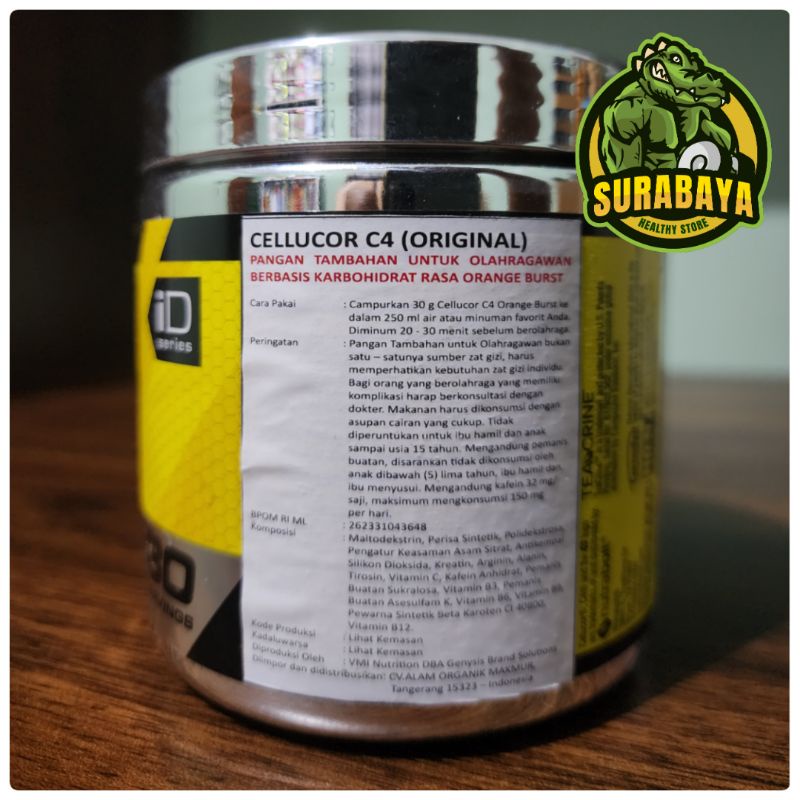 SURABAYA
HEALTHY STORE
iD
series
30
CELLUCOR C4 (ORIGINAL)
PANGAN TAMBAHAN UNTUK OLAHRAGAWAN
BERBASIS KARBOHIDRAT RASA ORANGE BURST
Cara Pakai : Campurkan 30 g Cellucor C4 Orange Burst ke
dalam 250 ml air atau minuman favorit Anda.
Diminum 20 - 30 menit sebelum berolahraga.
Peringatan : Pangan Tambahan untuk Olahragawan bukan
satu – satunya sumber zat gizi, harus
memperhatikan kebutuhan zat gizi individu.
Bagi orang yang berolahraga yang memiliki
komplikasi harap berkonsultasi dengan
dokter. Makanan harus dikonsumsi dengan
asupan cairan yang cukup. Tidak
diperuntukan untuk ibu hamil dan anak
sampai usia 15 tahun. Mengandung pemanis
buatan, disarankan tidak dikonsumsi oleh
anak dibawah (5) lima tahun, ibu hamil dan
ibu menyusui. Mengandung kafein 32 mg/
saji, maksimum mengkonsumsi 150 mg
per hari.
BPOM RI ML : 262331043648
Komposisi : Maltodekstrin, Perisa Sintetik, Polidekstrosa,
Pengatur Keasaman Asam Sitrat, Antikempal
Silikon Dioksida, Kreatin, Arginin, Alanin,
Tirosin, Vitamin C, Kafein Anhidrat, Pemanis
Buatan Sukralosa, Vitamin B3, Pemanis
Buatan Asesulfam K, Vitamin B6, Vitamin B9,
Pewarna Sintetik Beta Karoten CI 40800,
Vitamin B12.
Kode Produksi : Lihat Kemasan
Kadaluwarsa : Lihat Kemasan
Diproduksi Oleh : VMI Nutrition DBA Genysis Brand Solutions
Diimpor dan didistribusikan: CV.ALAM ORGANIK MAKMUR,
Tangerang 15323 – Indonesia
TEACRINE